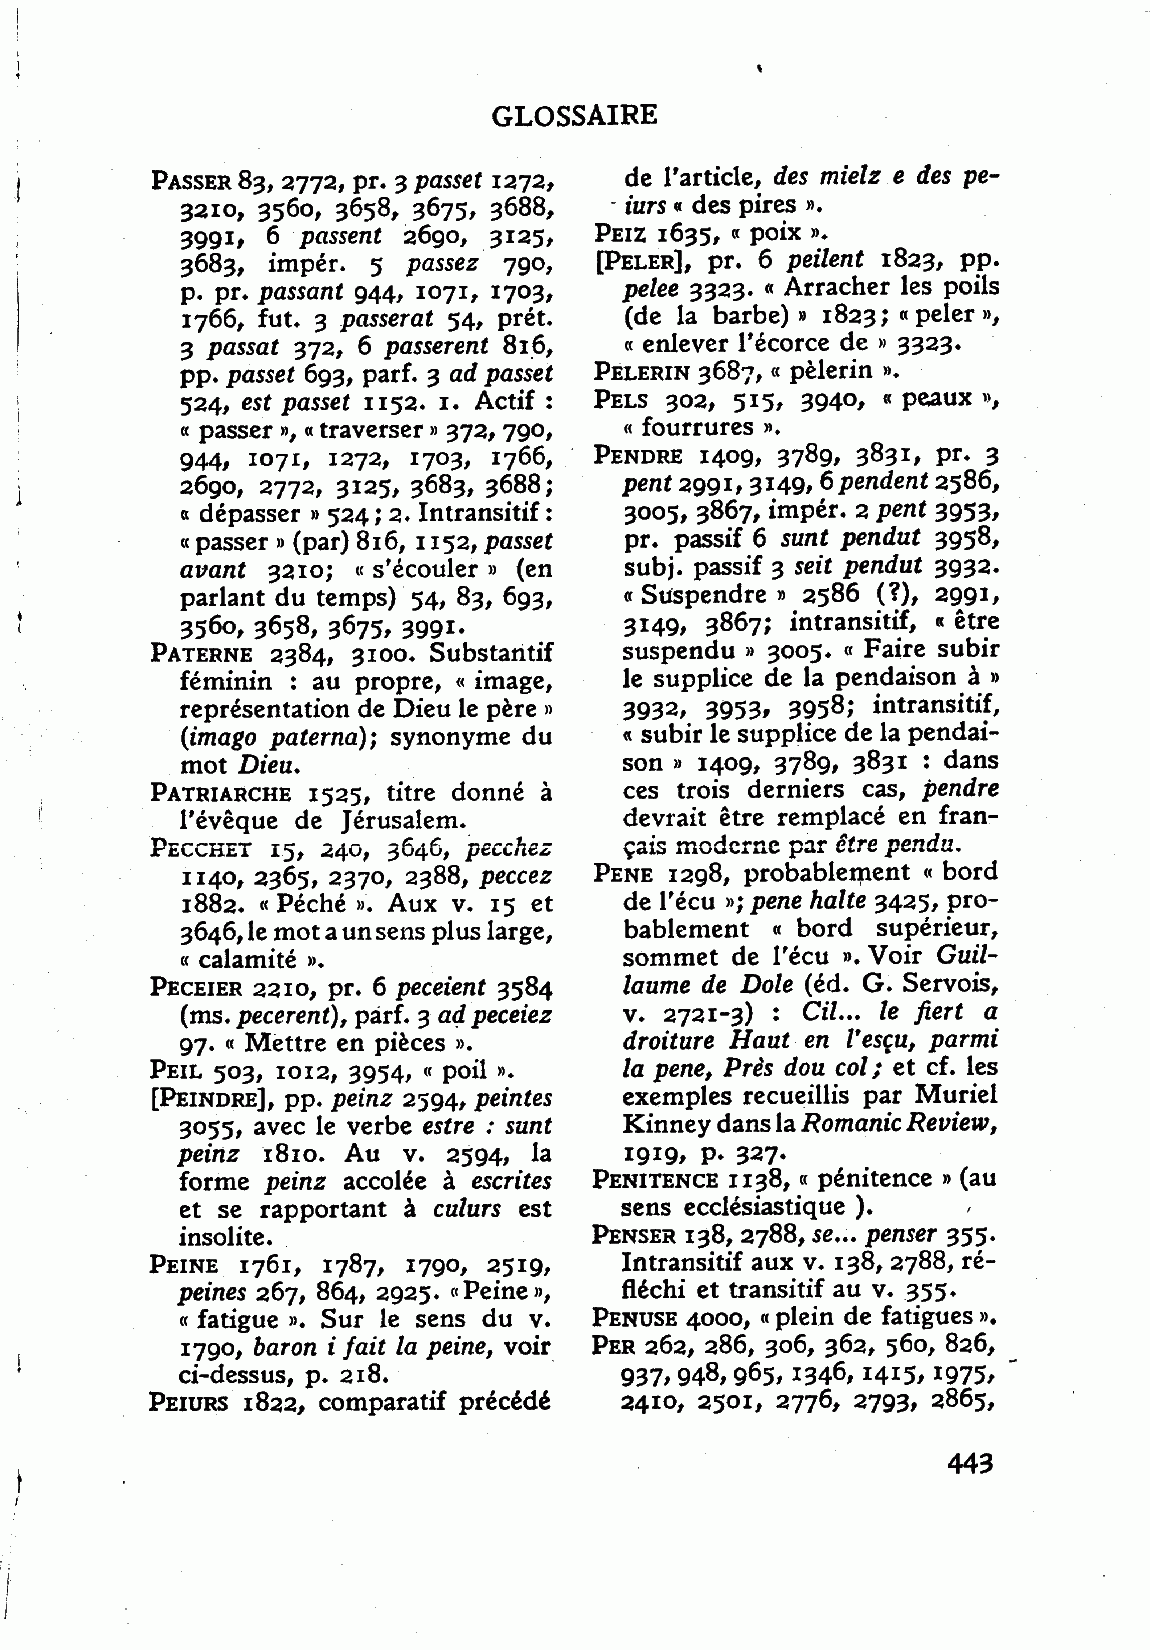 GLOSSAIRE
PASSER 83, 2772, pr. 3 passet 1272,
3210, 3560, 3658, 3675, 3688,
3991, 6 passent 2690, 3125,
3683, impér. 5 passez 790,
p. pr. passant 944, 1071, 1703,
1766, fut. 3 passerat 54, prét.
3 passat 372, 6 passerent 816,
pp. passet 693, parf. 3 ad passet
524, est passet 1152. 1. Actif :
« passer », « traverser » 372, 790,
944, 1071, 1272, 1703, 1766,
2690, 2772, 3125, 3683, 3688;
« dépasser » 524; 2. Intransitif :
« passer » (par) 816, 1152, passet
avant 3210; « s'écouler » (en
parlant du temps) 54, 83, 693,
3560, 3658, 3675, 3991.
PATERNE 2384, 3100. Substantif
féminin : au propre, « image,
représentation de Dieu le père »
(imago paterna); synonyme du
mot Dieu.
PATRIARCHE 1525, titre donné à
l'évêque de Jérusalem.
PECCHET 15, 240, 3646, pecchez
1140, 2365, 2370, 2388, peccez
1882. « Péché ». Aux v. 15 et
3646, le mot a un sens plus large,
« calamité ».
PECEIER 2210, pr. 6 peceient 3584
(ms. pecerent), parf. 3 ad peceiez
97. « Mettre en pièces ».
PEIL 503, 1012, 3954, « poil ».
[PEINDRE], pp. peinz 2594, peintes
3055, avec le verbe estre : sunt
peinz 1810. Au v. 2594, la
forme peinz accolée à escrites
et se rapportant à culurs est
insolite.
PEINE 1761, 1787, 1790, 2519,
peines 267, 864, 2925. « Peine »,
« fatigue ». Sur le sens du v.
1790, baron i fait la peine, voir
ci-dessus, p. 218.
PEIURS 1822, comparatif précédé
de l'article, des mielz e des pe-
iurs « des pires ».
PEIZ 1635, « poix ».
[PELER], pr. 6 peilent 1823, pp.
pelee 3323. « Arracher les poils
(de la barbe) » 1823; « peler »,
« enlever l'écorce de » 3323.
PELERIN 3687, « pèlerin ».
PELS 302, 515, 3940, « peaux »,
« fourrures ».
PENDRE 1409, 3789, 3831, pr. 3
pent 2991, 3149, 6 pendent 2586,
3005, 3867, impér. 2 pent 3953,
pr. passif 6 sunt pendut 3958,
subj. passif 3 seit pendut 3932.
« Suspendre » 2586 (?), 2991,
3149, 3867; intransitif, « être
suspendu » 3005. « Faire subir
le supplice de la pendaison à »
3932, 3953, 3958; intransitif,
« subir le supplice de la pendai-
son » 1409, 3789, 3831 : dans
ces trois derniers cas, pendre
devrait être remplacé en fran-
çais moderne par être pendu.
PENE 1298, probablement « bord
de l'écu »; pene halte 3425, pro-
bablement « bord supérieur,
sommet de l'écu ». Voir Guil-
laume de Dole (éd. G. Servois,
v. 2721-3) : Cil... le fiert a
droiture Haut en l'esçu, parmi
la pene, Près dou col; et cf. les
exemples recueillis par Muriel
Kinney dans la Romanic Review,
1919, p. 327.
PENITENCE 1138, « pénitence » (au
sens ecclésiastique ).
PENSER 138, 2788, se... penser 355.
Intransitif aux v. 138, 2788, ré-
fléchi et transitif au v. 355.
PENUSE 4000, « plein de fatigues ».
PER 262, 286, 306, 362, 560, 826,
937, 948, 965, 1346, 1415, 1975,
2410, 2501, 2776, 2793, 2865,
443